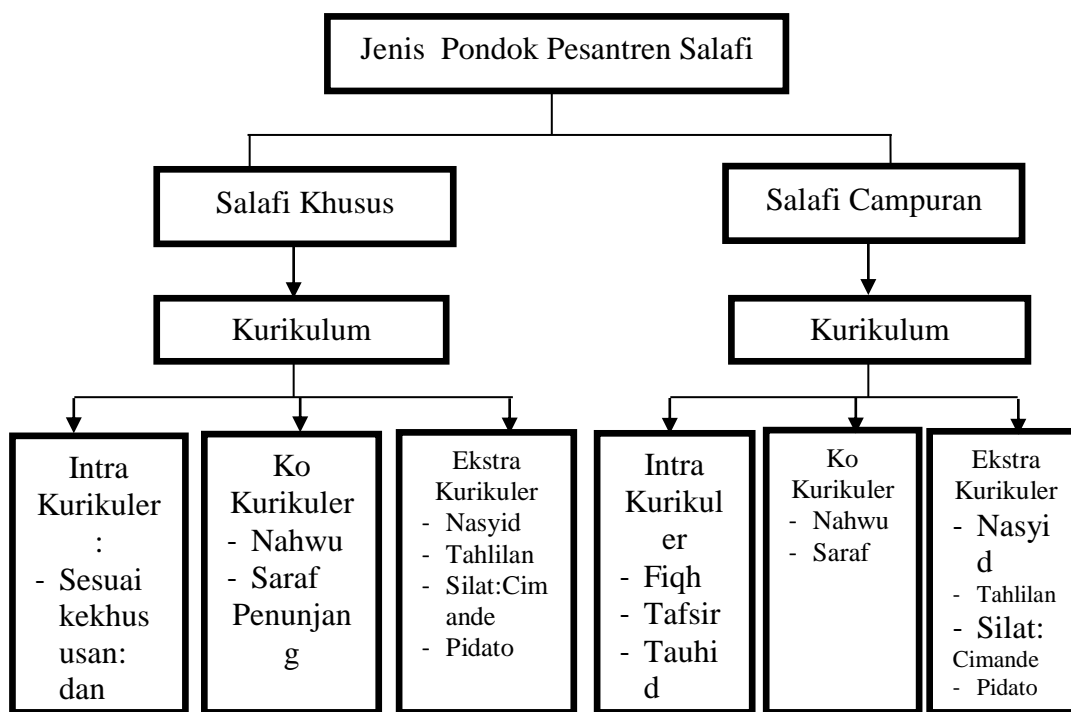 Jenis Pondok Pesantren Salafi
Salafi Khusus
Salafi Campuran
Kurikulum
Kurikulum
Intra
Kurikuler
:
- Sesuai
kekhus
usan:
dan
Ko
Kurikuler
- Nahwu
- Saraf
Penunjan
g
Ekstra
Kurikuler
- Nasyid
- Tahlilan
- Silat:Cim
ande
- Pidato
Intra
Kurikul
er
- Fiqh
- Tafsir
- Tauhi
d
Ko
Kurikuler
- Nahwu
- Saraf
Ekstra
Kurikuler
- Nasyi
d
- Tahlilan
- Silat:
Cimande
- Pidato